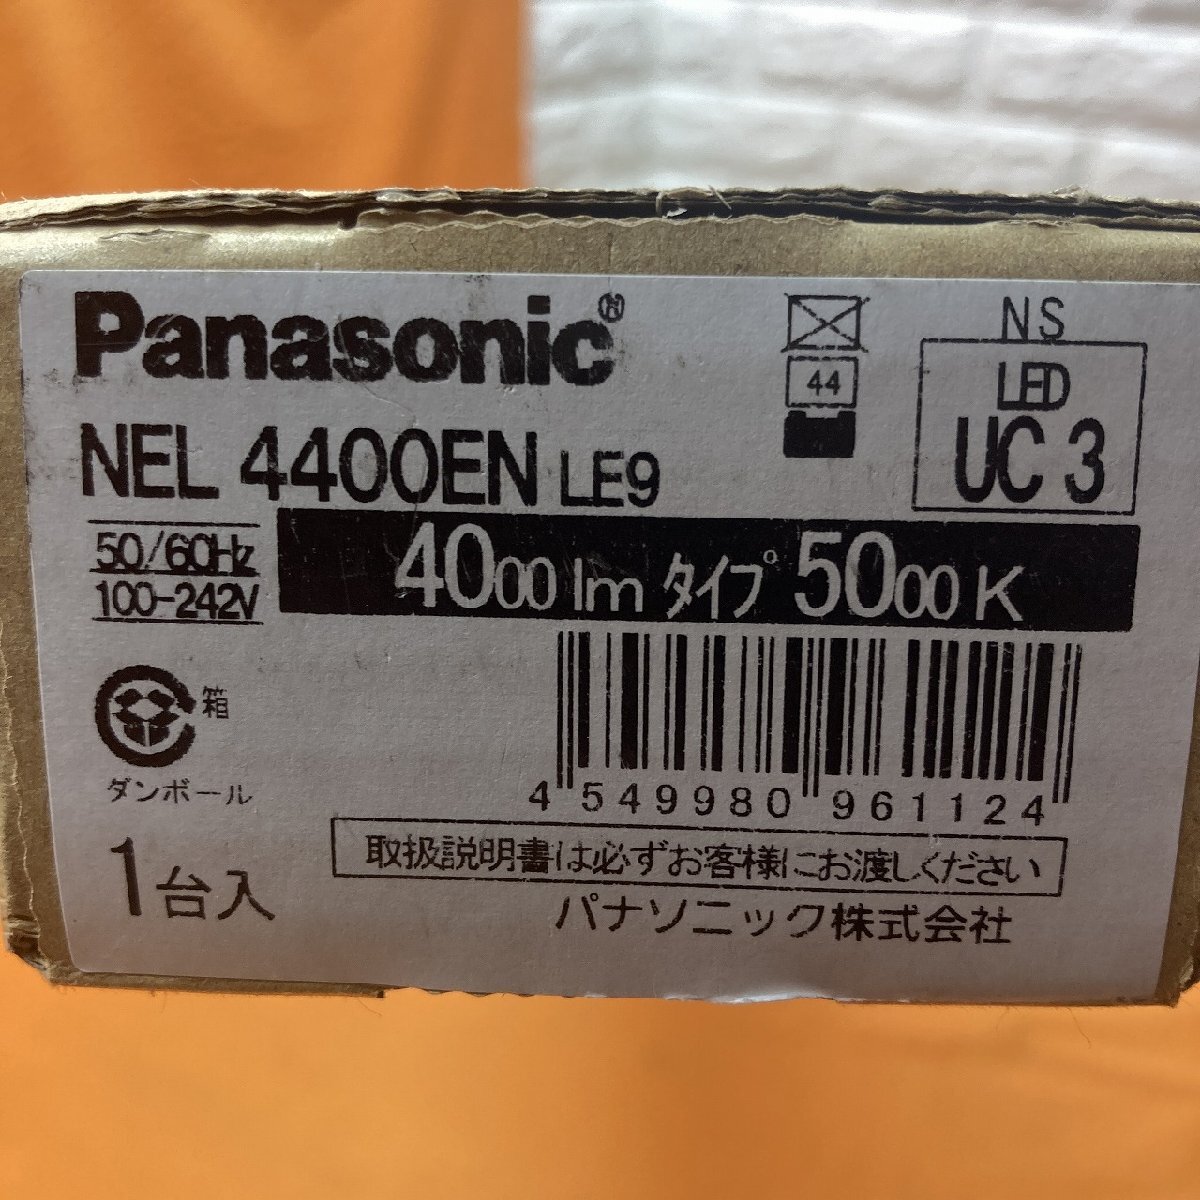 Panasonic®
NEL 4400EN LE9
44
NS
LED
UC 3
50/60Hz
100-242V
4000 lm タイプ 5000 K
箱
ダンボール
4 549980 961124
1台入
取扱説明書は必ずお客様にお渡しください
パナソニック株式会社